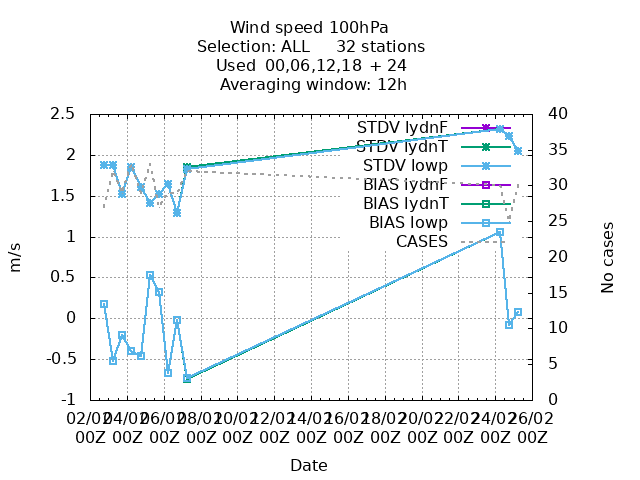 Wind speed 100hPa
Selection: ALL 32 stations
Used 00,06,12,18 + 24
Averaging window: 12h
2.5
2
1.5
1
0.5
0
-0.5
-1
m/s
40
35
30
25
20
15
10
5
0
No cases
STDV lydnF
STDV lydnT
STDV lowp
BIAS lydnF
BIAS lydnT
BIAS lowp
CASES
02/02 04/02 06/02 08/02 10/02 12/02 14/02 16/02 18/02 20/02 22/02 24/02 26/02
00Z 00Z 00Z 00Z 00Z 00Z 00Z 00Z 00Z 00Z 00Z 00Z 00Z
Date